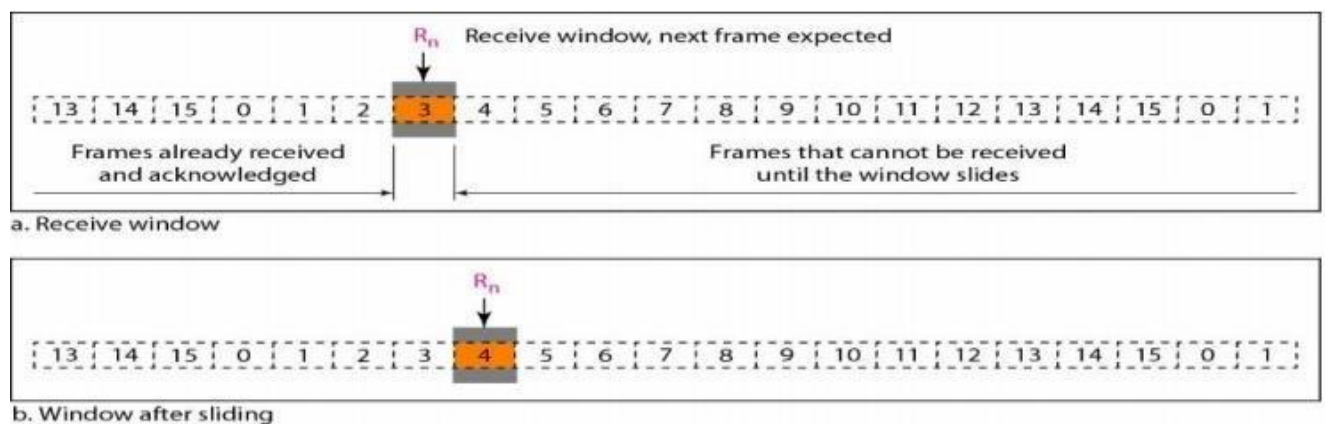 Rn Receive window, next frame expected
13 14 15 0 1 2 3 4 5 6 7 8 9 10 11 12 13 14 15 0 1
Frames already received
and acknowledged
Frames that cannot be received
until the window slides
a. Receive window
Rn
13 14 15 0 1 2 3 4 5 6 7 8 9 10 11 12 13 14 15 0 1
b. Window after sliding